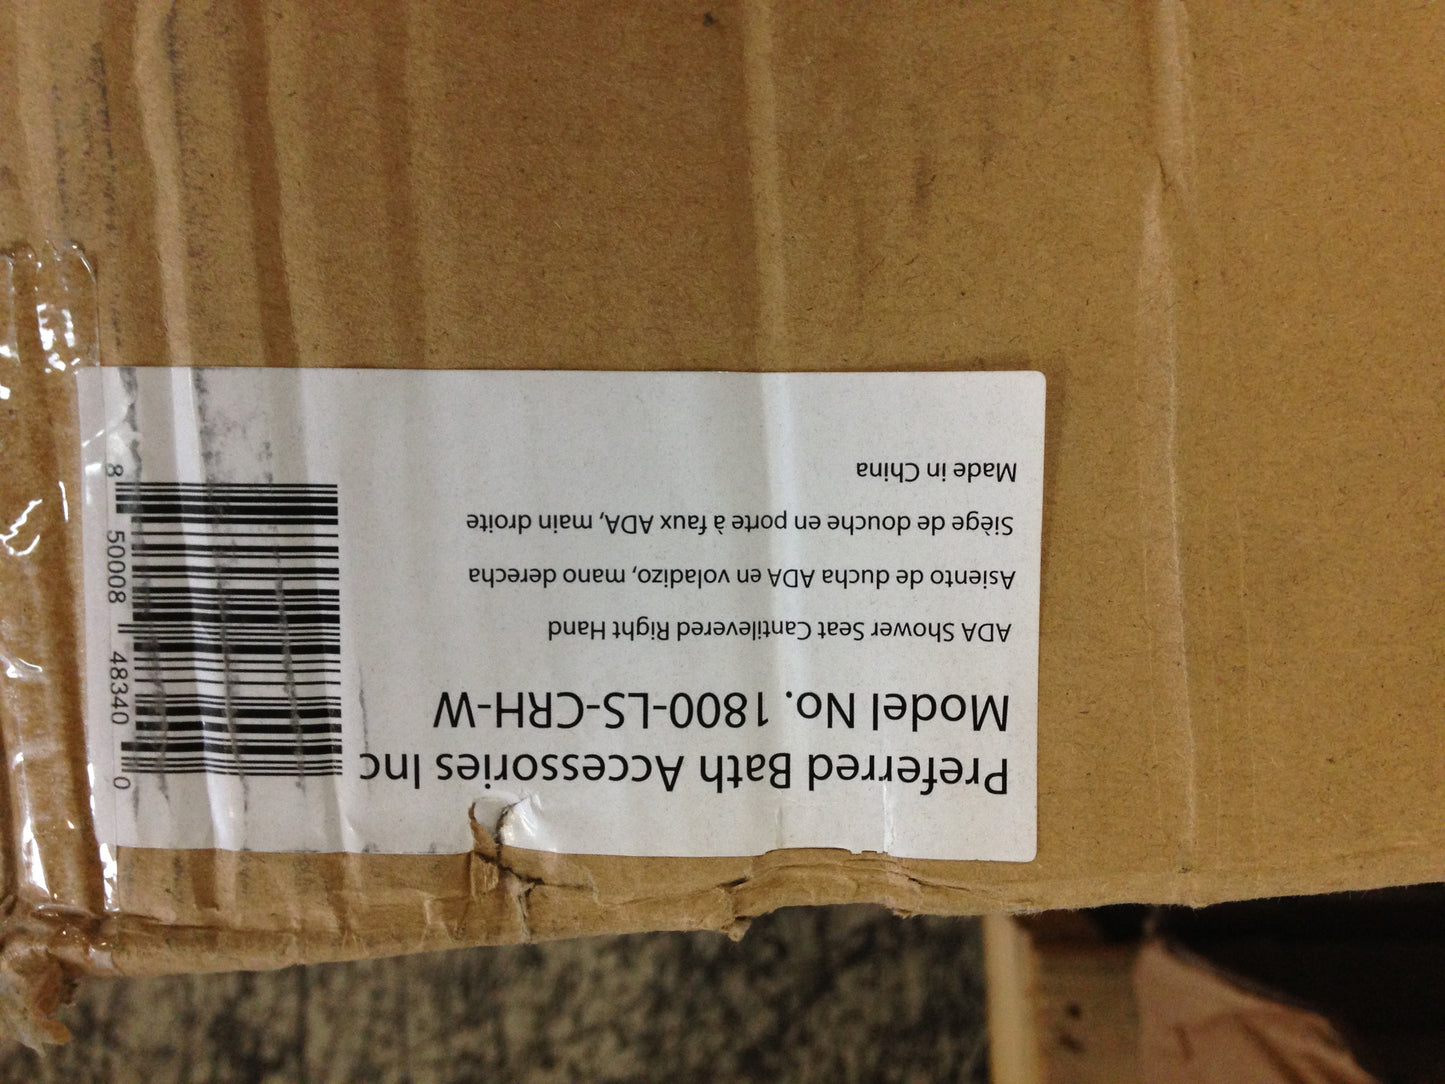 Preferred Bath Accessories Inc
Model No. 1800-LS-CRH-W
ADA Shower Seat Cantilevered Right Hand
Asiento de ducha ADA en voladizo, mano derecha
Siège de douche en porte à faux ADA, main droite
Made in China
8 50008 48340 0